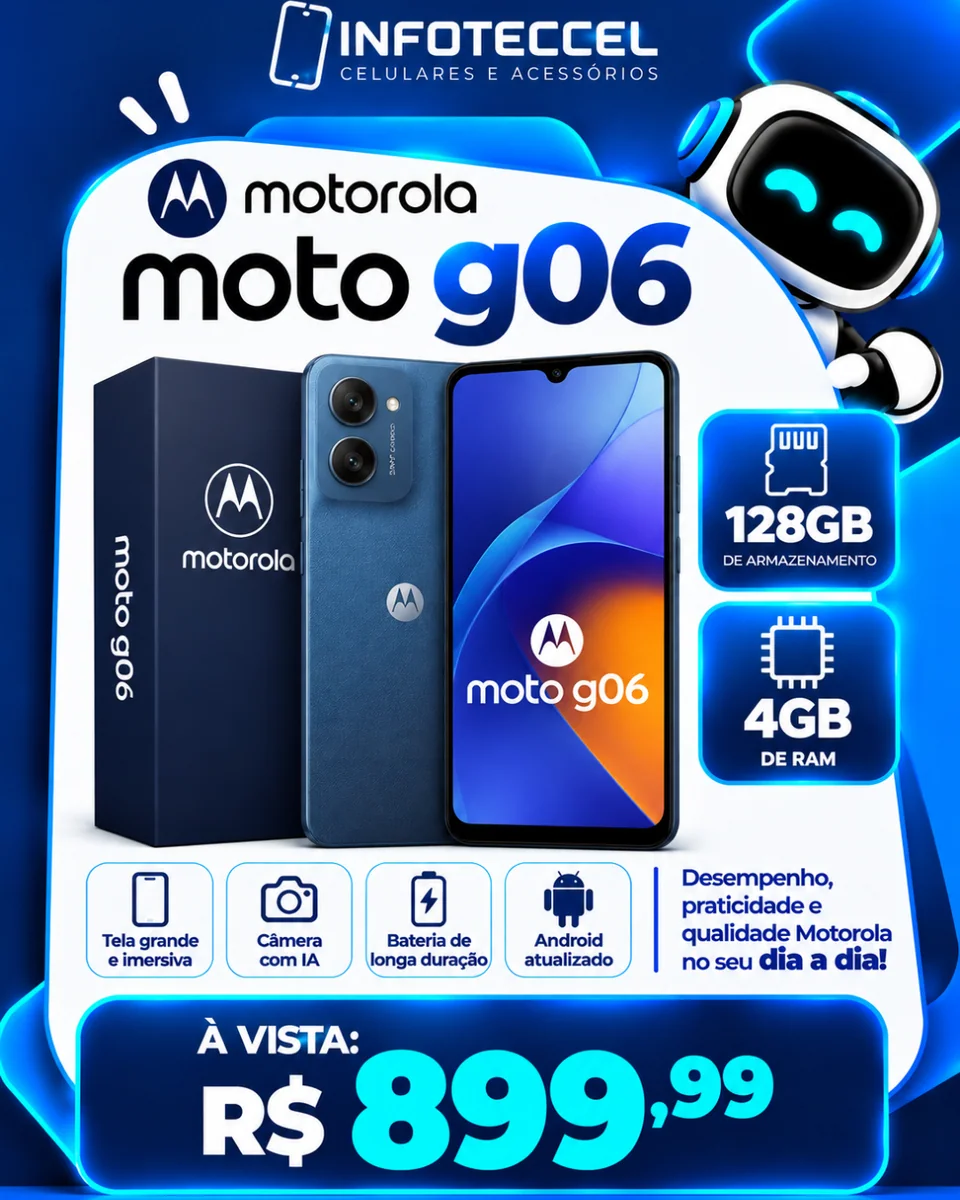 INFOTECCEL
CELULARES E ACESSÓRIOS
motorola
moto g06
motorola
moto g06
moto g06
128GB
DE ARMAZENAMENTO
4GB
DE RAM
Tela grande
e imersiva
Câmera
com IA
Bateria de
longa duração
Android
atualizado
Desempenho,
praticidade e
qualidade Motorola
no seu dia a dia!
À VISTA:
R$ 899,99